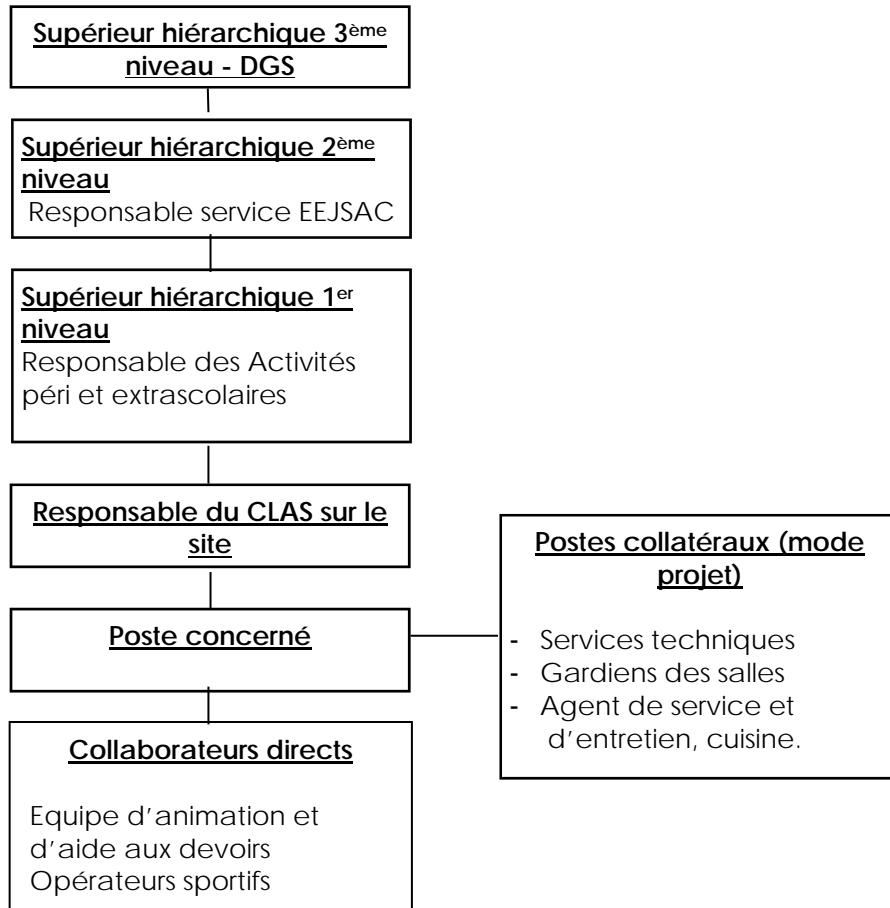 Supérieur hiérarchique 3ème
niveau - DGS
Supérieur hiérarchique 2ème
niveau
Responsable service EEJSAC
Supérieur hiérarchique 1er
niveau
Responsable des Activités
péri et extrascolaires
Responsable du CLAS sur le
site
Poste concerné
Postes collatéraux (mode
projet)
- Services techniques
- Gardiens des salles
- Agent de service et
d'entretien, cuisine.
Collaborateurs directs
Equipe d'animation et
d'aide aux devoirs
Opérateurs sportifs